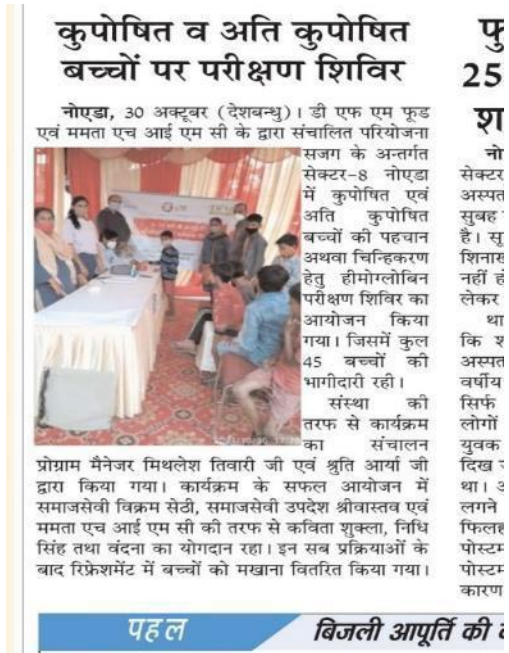 कुपोषित व अति कुपोषित
बच्चों पर परीक्षण शिविर
नोएडा, 30 अक्टूबर (देशबन्धु)। डी एफ एम फूड
एवं ममता एच आई एम सी के द्वारा संचालित परियोजना
सजग के अन्तर्गत
सेक्टर-8 नोएडा
में कुपोषित एवं
अति कुपोषित
बच्चों की पहचान
अथवा चिन्हिकरण
हेतु हीमोग्लोबिन
परीक्षण शिविर का
आयोजन किया
गया। जिसमें कुल
45 बच्चों की
भागीदारी रही।
संस्था की
तरफ से कार्यक्रम
का संचालन
प्रोग्राम मैनेजर मिथलेश तिवारी जी एवं श्रुति आर्या जी
द्वारा किया गया। कार्यक्रम के सफल आयोजन में
समाजसेवी विक्रम सेठी, समाजसेवी उपदेश श्रीवास्तव एवं
ममता एच आई एम सी की तरफ से कविता शुक्ला, निधि
सिंह तथा वंदना का योगदान रहा। इन सब प्रक्रियाओं के
बाद रिफ्रेशमेंट में बच्चों को मखाना वितरित किया गया।
फु
25
श
नो
सेक्टर
अस्पत
सुबह
है। सू
शिनाख
नहीं ह
लेकर
था
कि श
अस्पत
वर्षीय
सिर्फ
लोगों
युवक
दिख
था। अ
लगने
फिलह
पोस्टम
पोस्टम
कारण
पहल
बिजली आपूर्ति की